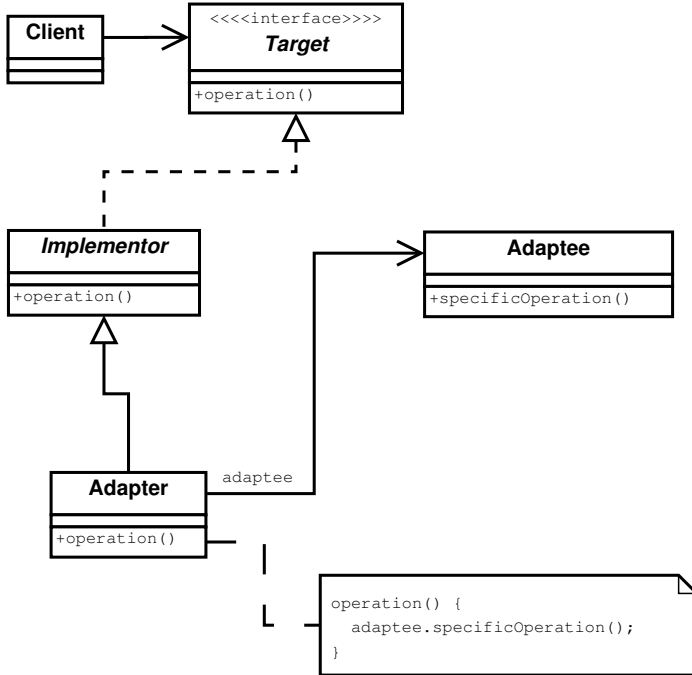 Client
<<<<interface>>>>
Target
+operation()
Implementor
+operation()
Adaptee
+specificOperation()
Adapter
+operation()
adaptee
operation() {
adaptee.specificOperation();
}